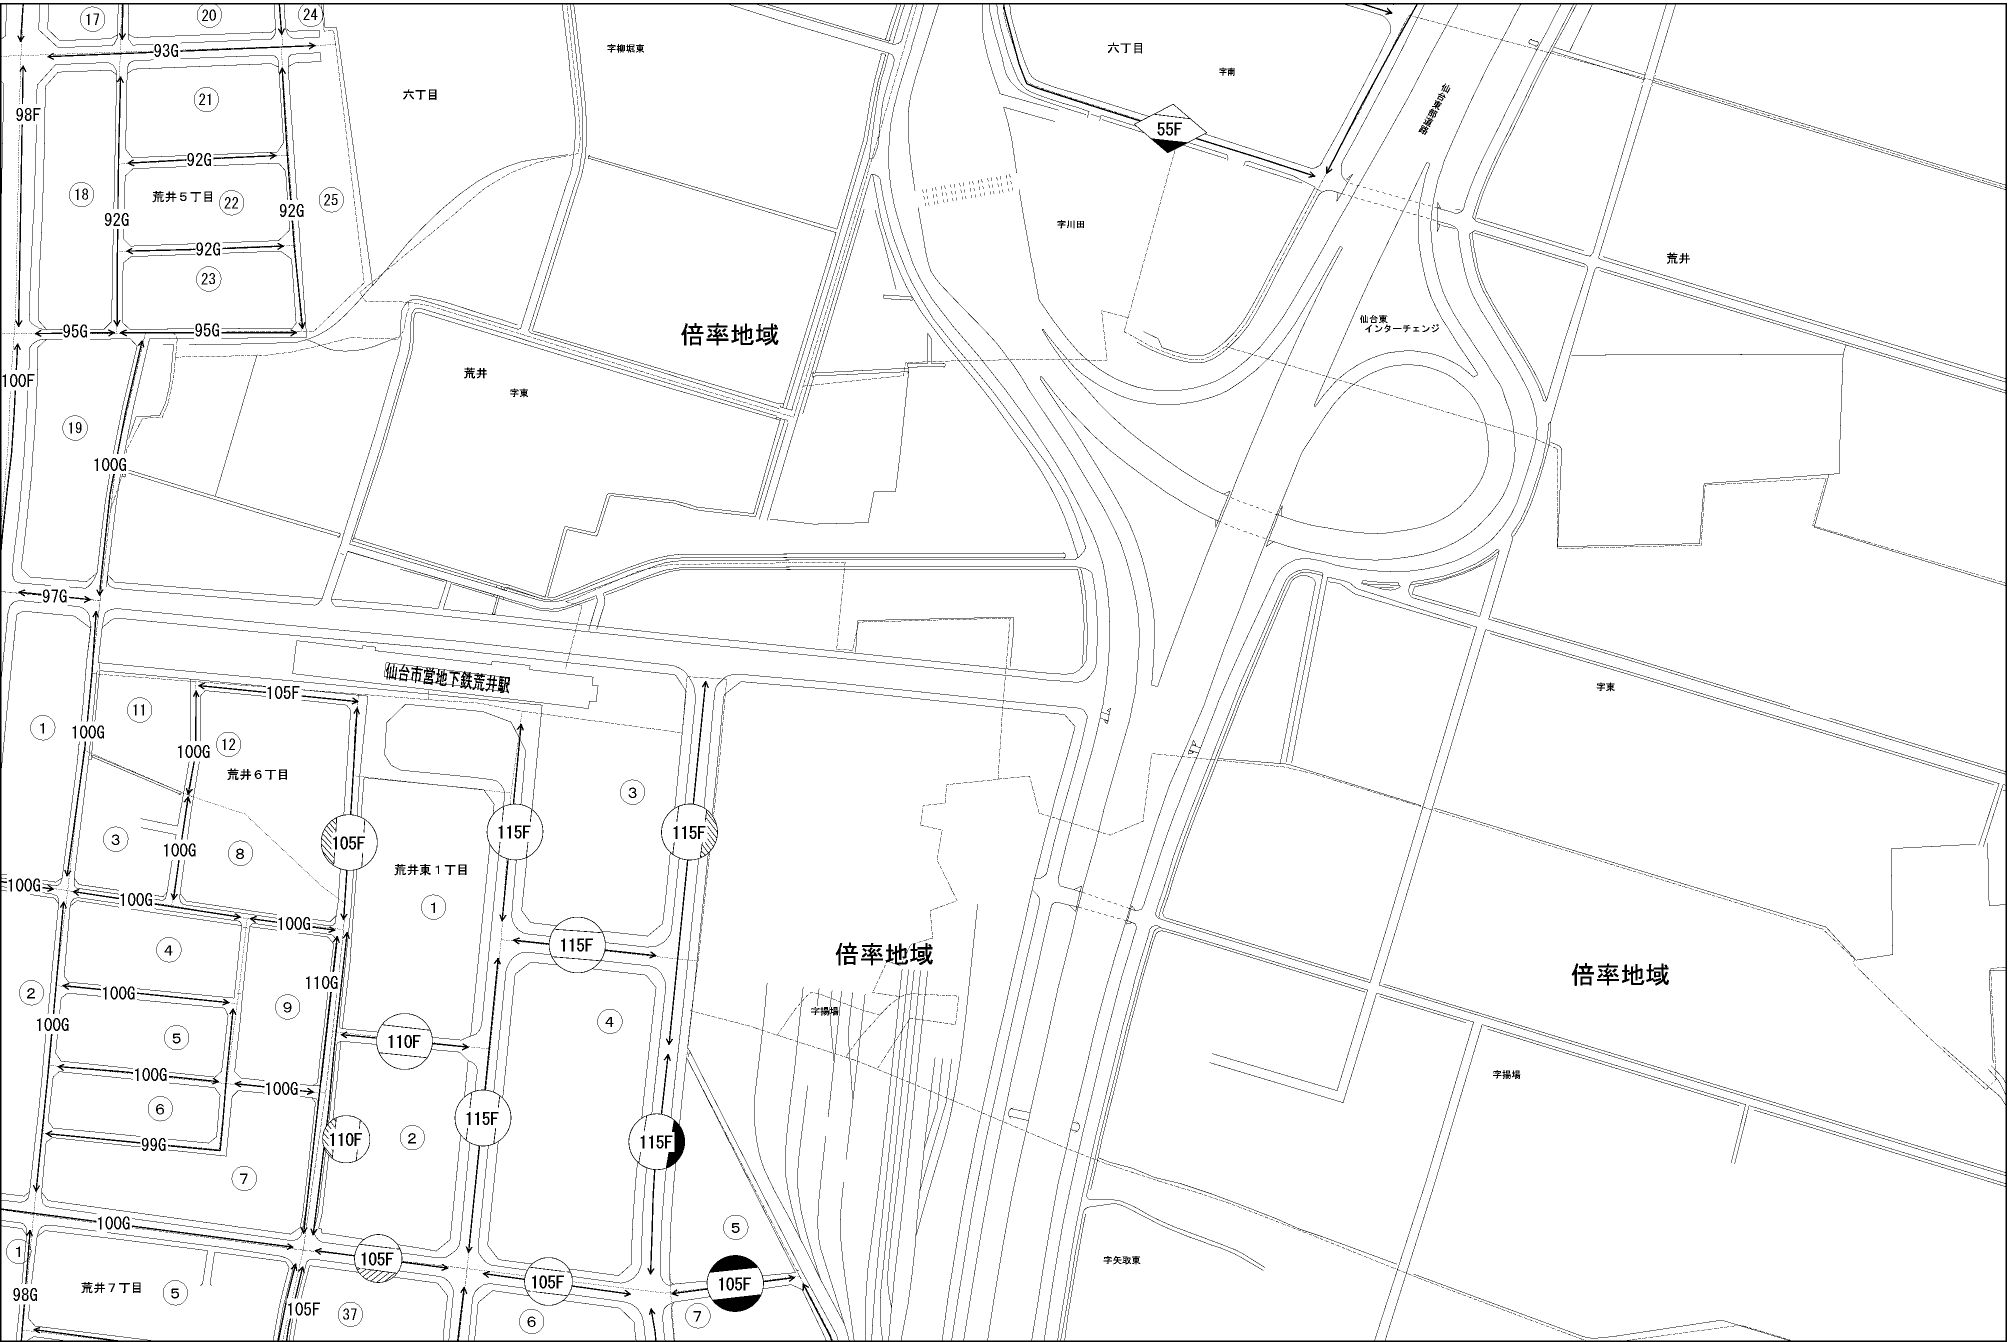 17
20
24
93G
字柳堀東
六丁目
字南
21
六丁目
98F
仙台東部道路
55F
92G
18
荒井5丁目
22
25
92G
92G
字川田
92G
荒井
23
95G
95G
倍率地域
仙台東
インターチェンジ
荒井
字東
100F
19
100G
97G
仙台市営地下鉄荒井駅
字東
105F
11
1
100G
100G
12
荒井6丁目
3
105F
115F
115F
3
100G
8
荒井東1丁目
1
100G
100G
100G
4
115F
倍率地域
倍率地域
110G
2
100G
9
字揚場
4
100G
5
110F
100G
100G
字揚場
6
99G
110F
2
115F
115F
7
100G
5
105F
字矢取東
1
荒井7丁目
5
98G
105F
37
105F
105F
6
7